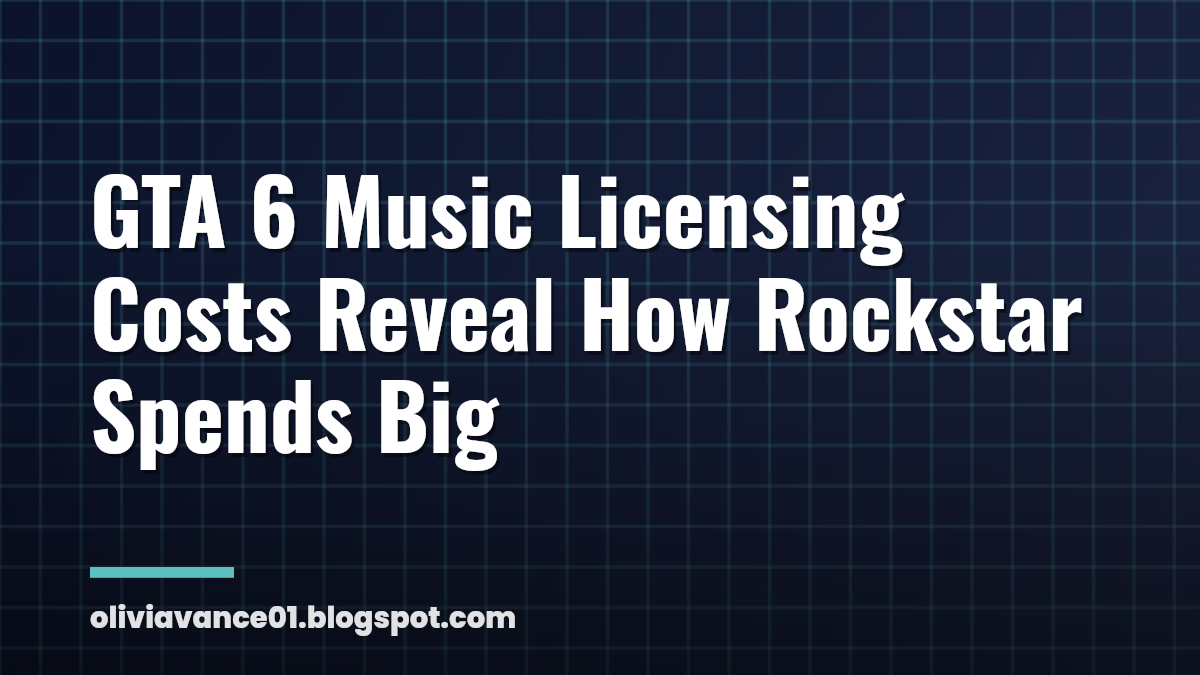 GTA 6 Music Licensing
Costs Reveal How Rockstar
Spends Big
oliviavance01.blogspot.com